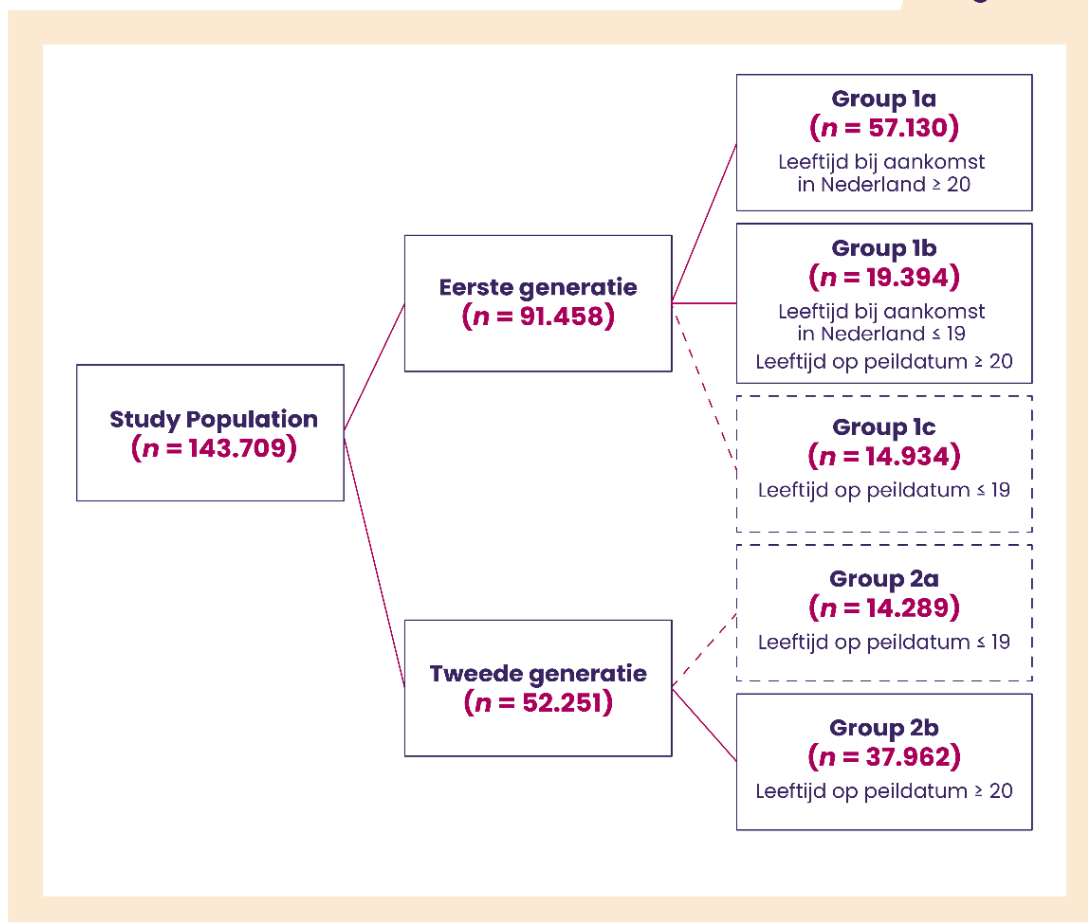 Study Population
(n = 143.709)
Eerste generatie
(n = 91.458)
Tweede generatie
(n = 52.251)
Group 1a
(n = 57.130)
Leeftijd bij aankomst
in Nederland ≥ 20
Group 1b
(n = 19.394)
Leeftijd bij aankomst
in Nederland ≤ 19
Leeftijd op peildatum ≥ 20
Group 1c
(n = 14.934)
Leeftijd op peildatum ≤ 19
Group 2a
(n = 14.289)
Leeftijd op peildatum ≤ 19
Group 2b
(n = 37.962)
Leeftijd op peildatum ≥ 20